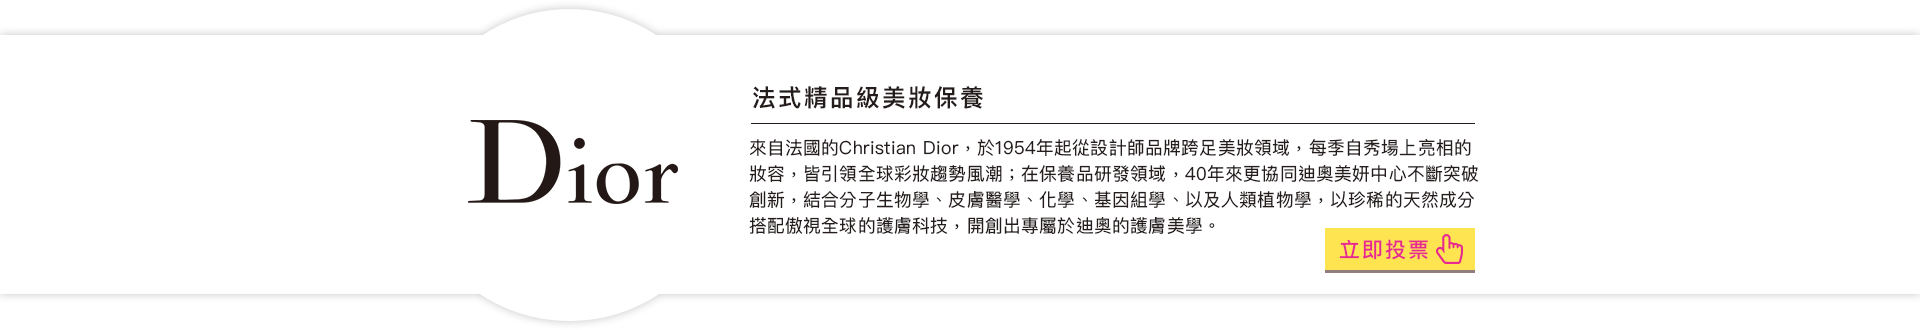 Dior
法式精品級美妝保養
來自法國的Christian Dior，於1954年起從設計師品牌跨足美妝領域，每季自秀場上亮相的
妝容，皆引領全球彩妝趨勢風潮；在保養品研發領域，40年來更協同迪奧美妍中心不斷突破
創新，結合分子生物學、皮膚醫學、化學、基因組學、以及人類植物學，以珍稀的天然成分
搭配傲視全球的護膚科技，開創出專屬於迪奧的護膚美學。
立即投票